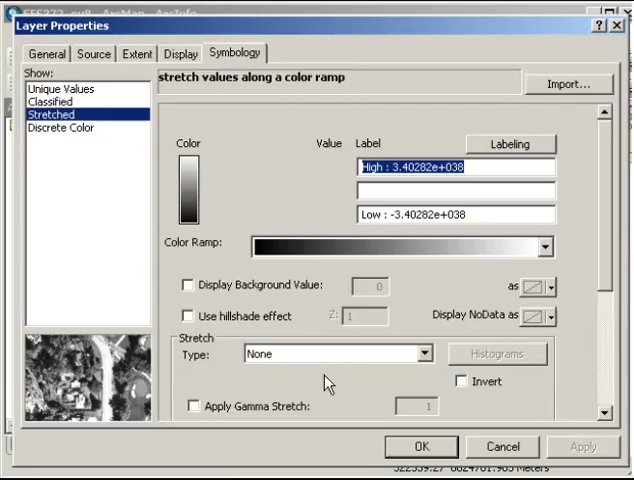 Layer Properties
General Source Extent Display Symbology
Show:
Unique Values
Classified
Stretched
Discrete Color
stretch values along a color ramp
Import...
Color Value Label Labeling
High : 3.40282e+038
Low : -3.40282e+038
Color Ramp:
Display Background Value: 0 as
Use hillshade effect Z: 1 Display NoData as
Stretch
Type: None Histograms
Invert
Apply Gamma Stretch: 1
OK Cancel Apply
Meters